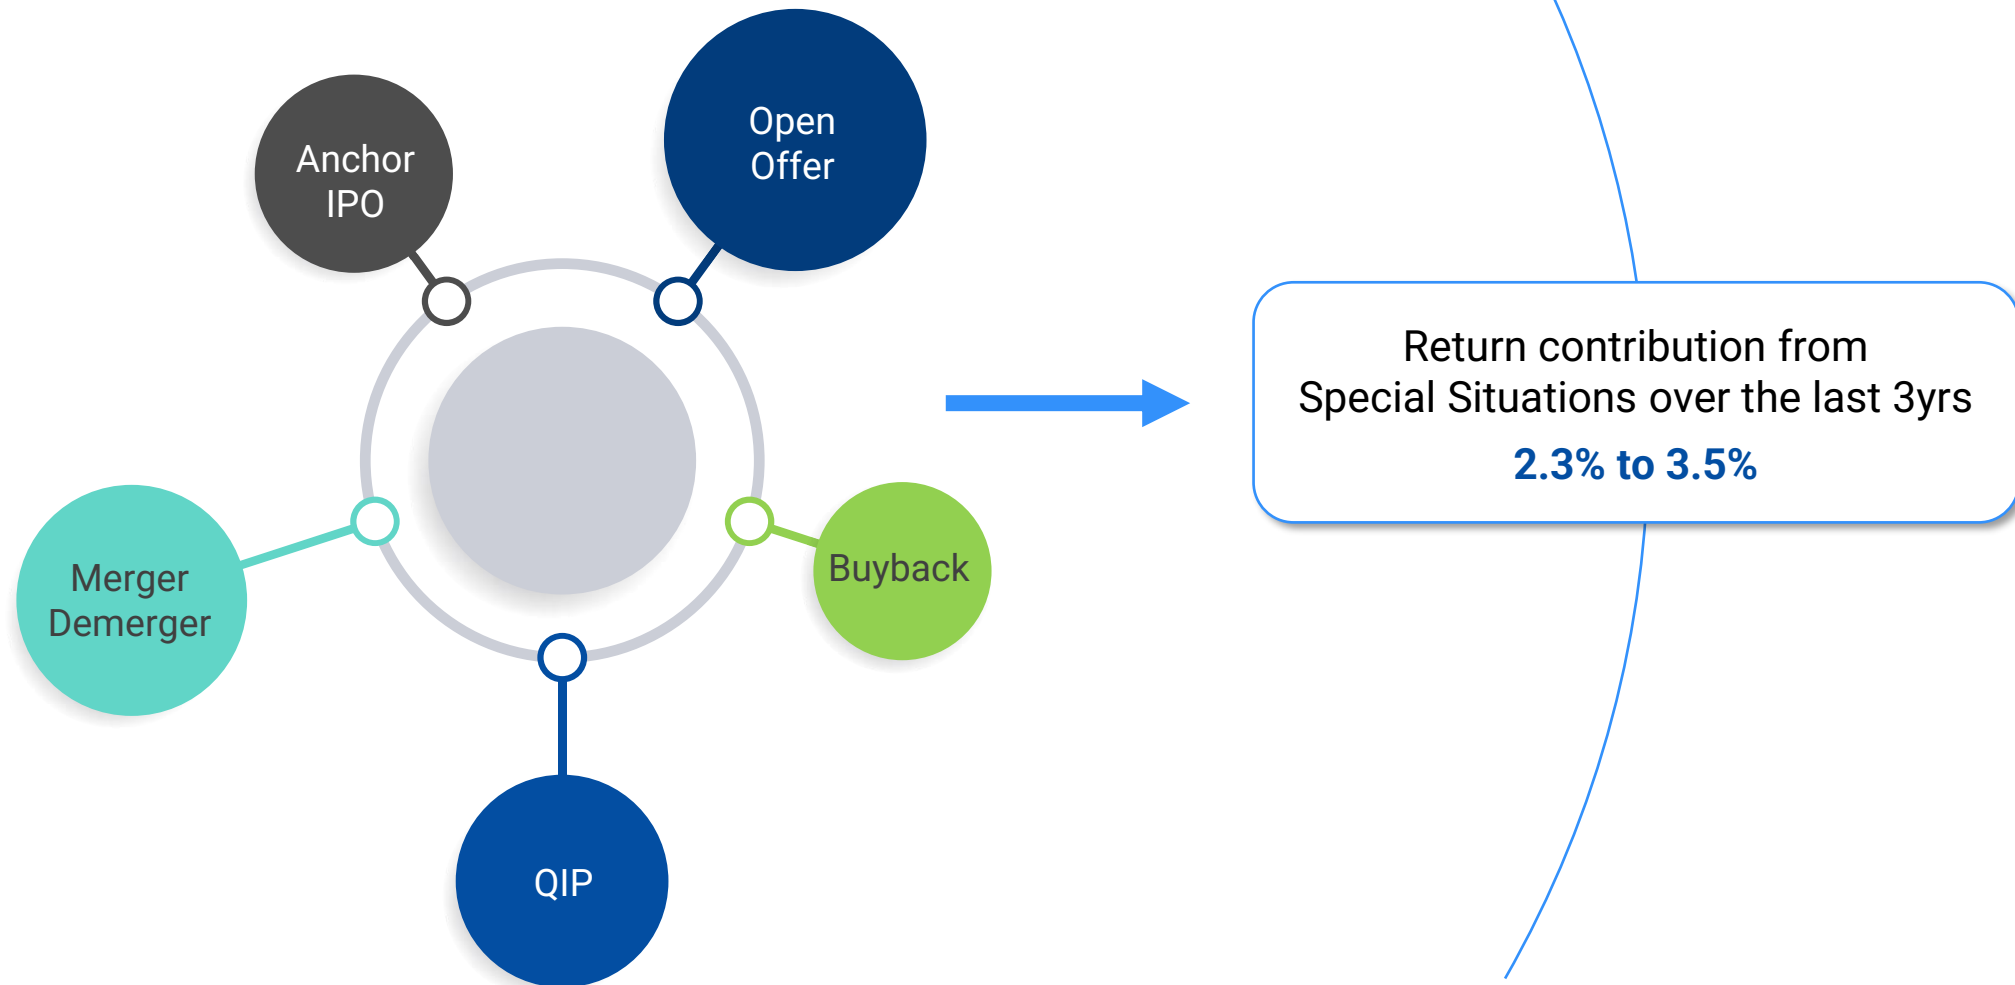 Open
Offer
Anchor
IPO
Return contribution from
Special Situations over the last 3yrs
2.3% to 3.5%
Buyback
Merger
Demerger
QIP